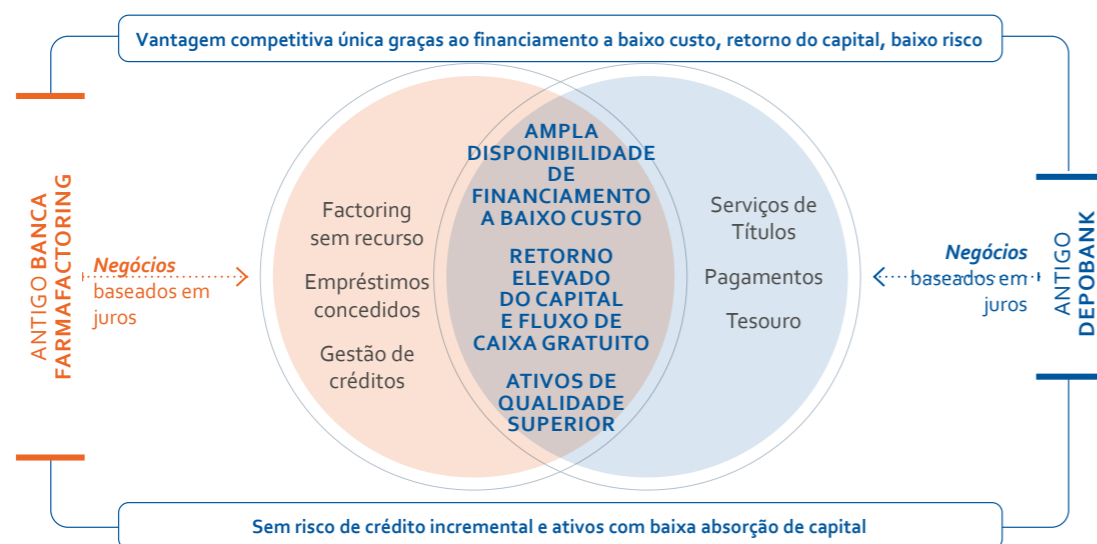 Vantagem competitiva única graças ao financiamento a baixo custo, retorno do capital, baixo risco
ANTIGO BANCA
FARMAFACTORING
Negócios
baseados em
juros
Factoring
sem recurso
Empréstimos
concedidos
Gestão de
créditos
AMPLA
DISPONIBILIDADE
DE
FINANCIAMENTO
A BAIXO CUSTO
RETORNO
ELEVADO
DO CAPITAL
E FLUXO DE
CAIXA GRATUITO
ATIVOS DE
QUALIDADE
SUPERIOR
Serviços de
Títulos
Pagamentos
Tesouro
Negócios
baseados em
juros
ANTIGO
DEPOBANK
Sem risco de crédito incremental e ativos com baixa absorção de capital